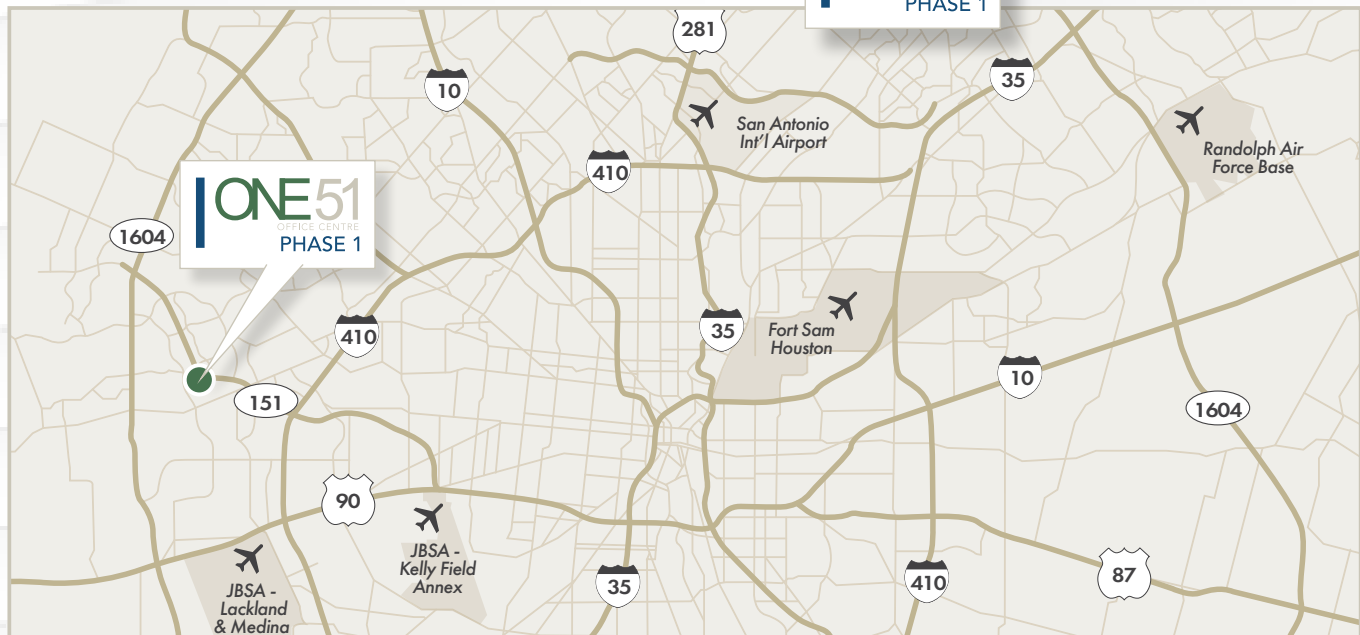 PHASE 1
281
10
35
San Antonio
Int'l Airport
Randolph Air
Force Base
410
ONE51
OFFICE CENTRE
PHASE 1
1604
35
Fort Sam
Houston
410
10
151
1604
90
JBSA -
Kelly Field
Annex
JBSA -
Lackland
& Medina
35
410
87